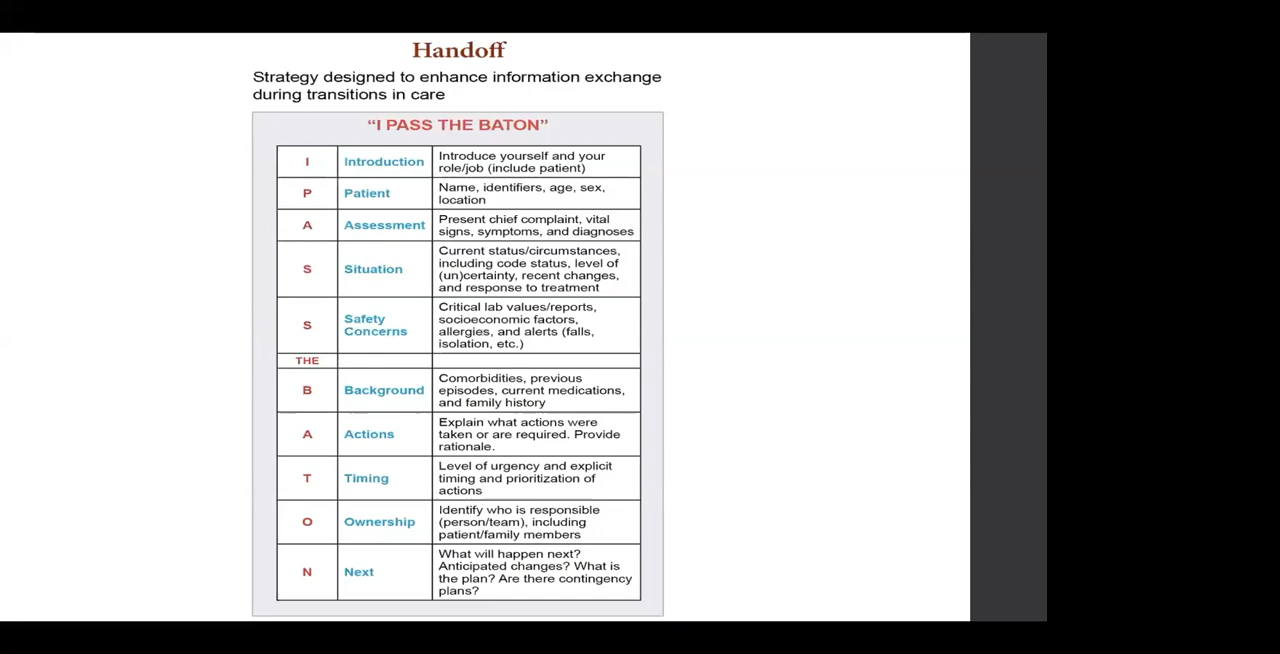 Handoff
Strategy designed to enhance information exchange
during transitions in care
“I PASS THE BATON”
I
Introduction
Introduce yourself and your
role/job (include patient)
P
Patient
Name, identifiers, age, sex,
location
A
Assessment
Present chief complaint, vital
signs, symptoms, and diagnoses
S
Situation
Current status/circumstances,
including code status, level of
(un)certainty, recent changes,
and response to treatment
S
Safety
Concerns
Critical lab values/reports,
socioeconomic factors,
allergies, and alerts (falls,
isolation, etc.)
THE
B
Background
Comorbidities, previous
episodes, current medications,
and family history
A
Actions
Explain what actions were
taken or are required. Provide
rationale.
T
Timing
Level of urgency and explicit
timing and prioritization of
actions
O
Ownership
Identify who is responsible
(person/team), including
patient/family members
N
Next
What will happen next?
Anticipated changes? What is
the plan? Are there contingency
plans?